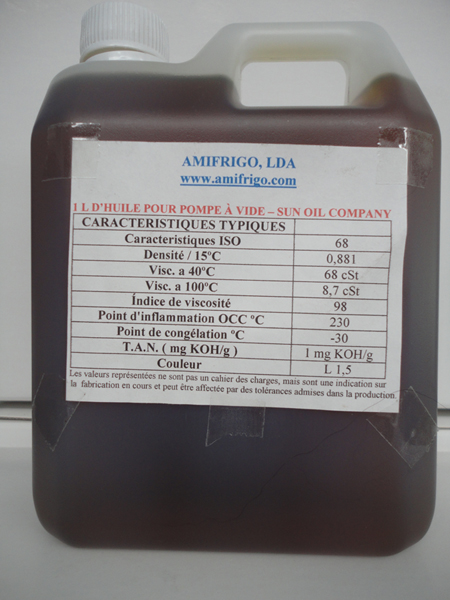 AMIFRIGO, LDA
www.amifrigo.com
1 L D'HUILE POUR POMPE À VIDE – SUN OIL COMPANY
CARACTERISTIQUES TYPIQUES
Caracteristiques ISO 68
Densité / 15ºC 0,881
Visc. a 40ºC 68 cSt
Visc. a 100ºC 8,7 cSt
Índice de viscosité 98
Point d'inflammation OCC ºC 230
Point de congélation ºC -30
T.A.N. ( mg KOH/g ) 1 mg KOH/g
Couleur L 1,5
Les valeurs représentées ne sont pas un cahier des charges, mais sont une indication sur
la fabrication en cours et peut être affectée par des tolérances admises dans la production.